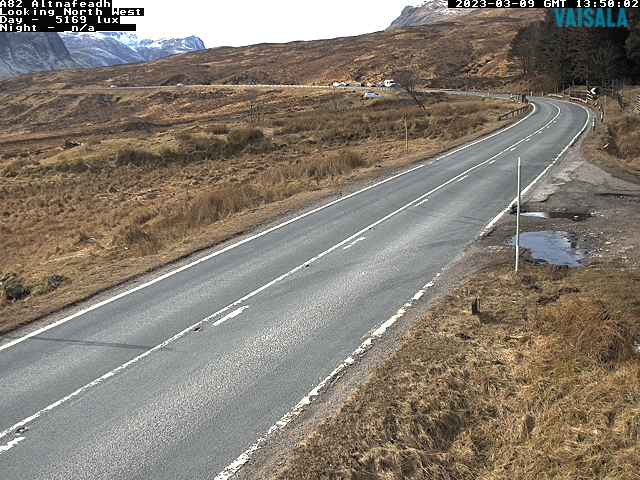 A82 Altnafeadh
Looking North West
Day - 5169 lux
Night - n/a
2023-03-09 GMT 13:50:02
VAISALA